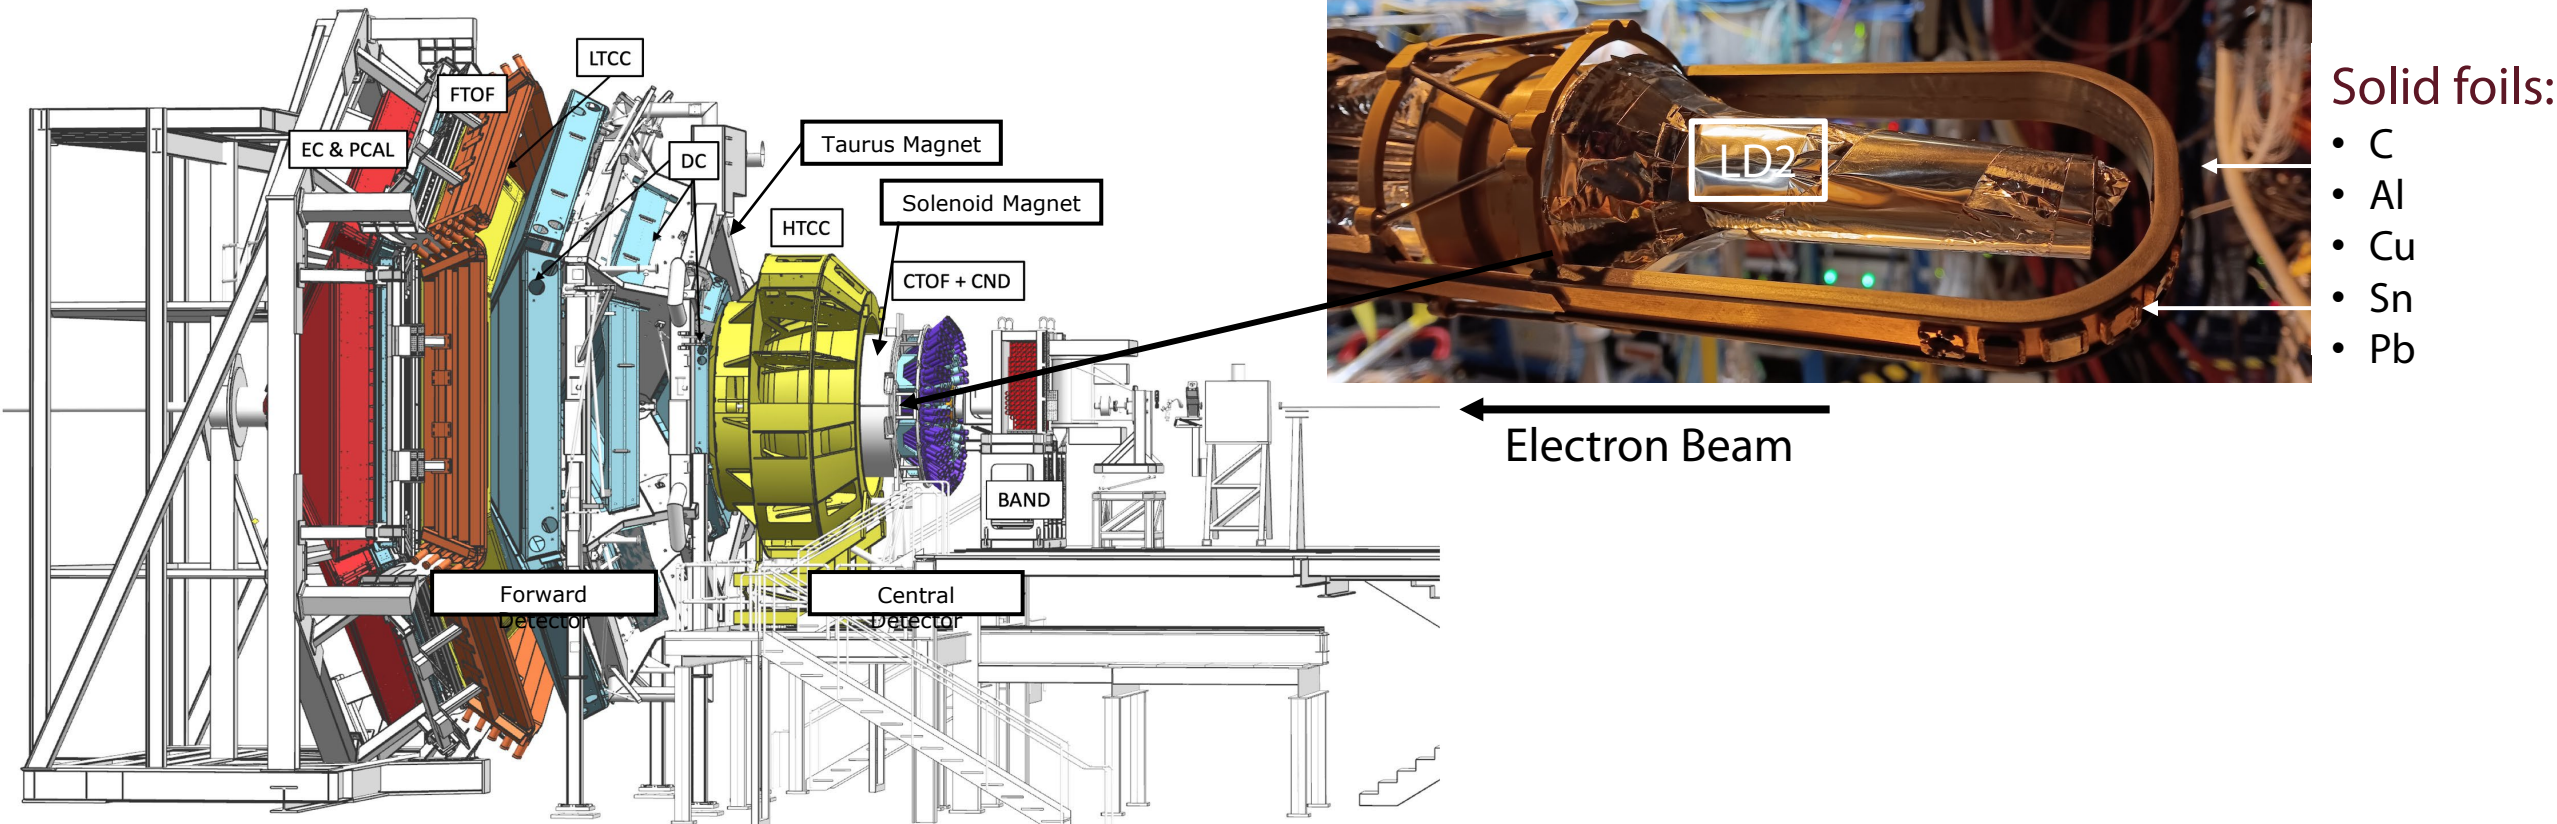 LTCC
FTOF
EC & PCAL
DC
Taurus Magnet
Solenoid Magnet
HTCC
CTOF + CND
BAND
Forward
Detector
Central
Detector
LD2
Electron Beam
Solid foils:
• C
• Al
• Cu
• Sn
• Pb